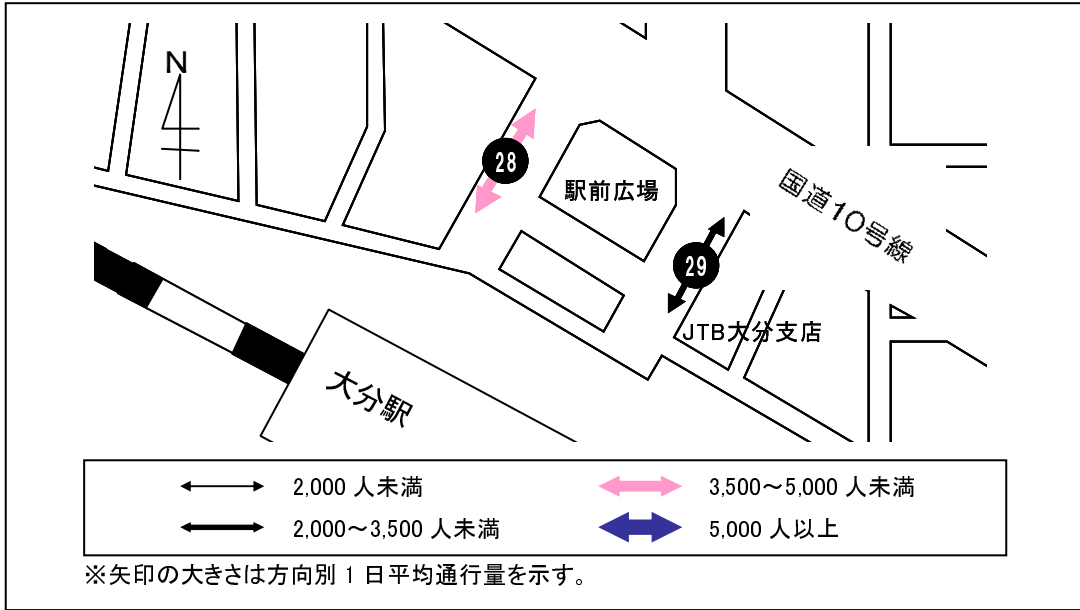 N
28
駅前広場
国道10号線
29
JTB大分支店
大分駅
2,000 人未満
3,500～5,000 人未満
2,000～3,500 人未満
5,000 人以上
※矢印の大きさは方向別 1 日平均通行量を示す。